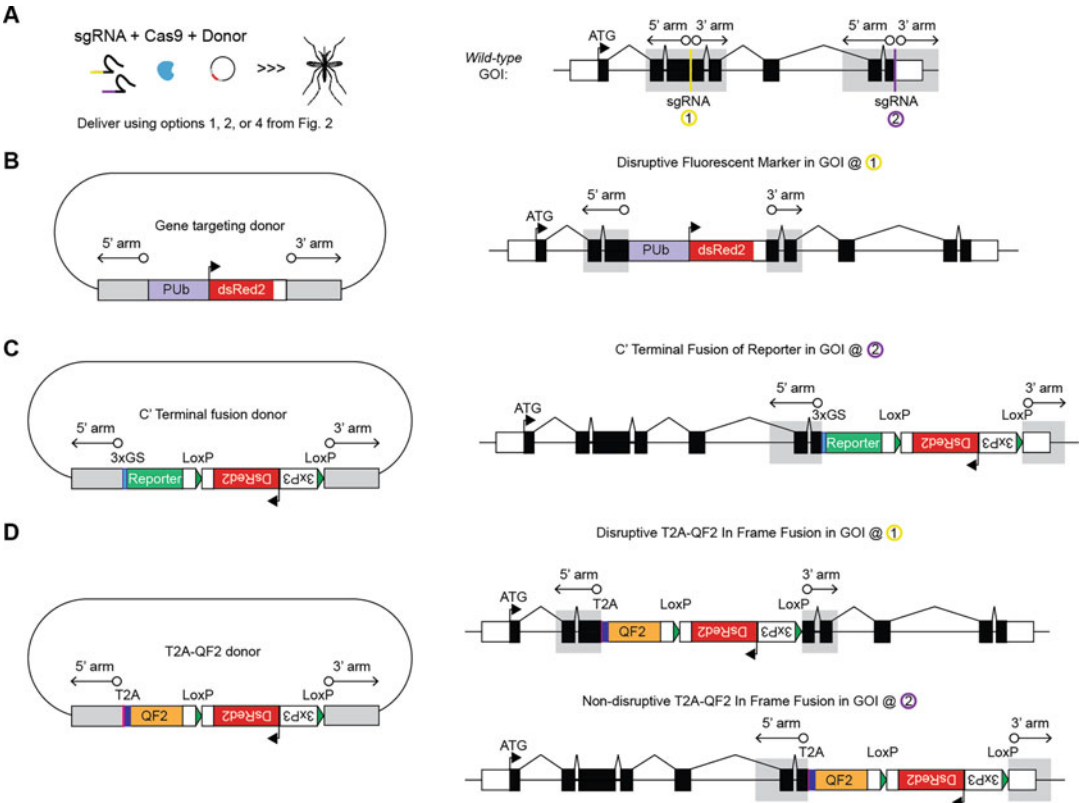 A
sgRNA + Cas9 + Donor
>>>
Deliver using options 1, 2, or 4 from Fig. 2
Wild-type
GOI:
ATG
5' arm 3' arm
5' arm 3' arm
sgRNA
1
sgRNA
2
B
Gene targeting donor
5' arm
3' arm
PUb
dsRed2
Disruptive Fluorescent Marker in GOI @ 1
5' arm
3' arm
ATG
PUb
dsRed2
C
C' Terminal fusion donor
5' arm
3' arm
3xGS
LoxP
LoxP
Reporter
DsRed2
3xP3
C' Terminal Fusion of Reporter in GOI @ 2
5' arm
3' arm
ATG
3xGS
LoxP
LoxP
Reporter
DsRed2
3xP3
D
T2A-QF2 donor
5' arm
3' arm
T2A
LoxP
LoxP
QF2
DsRed2
3xP3
Disruptive T2A-QF2 In Frame Fusion in GOI @ 1
5' arm
3' arm
ATG
T2A
LoxP
LoxP
QF2
DsRed2
3xP3
Non-disruptive T2A-QF2 In Frame Fusion in GOI @ 2
5' arm
3' arm
ATG
T2A
LoxP
LoxP
QF2
DsRed2
3xP3